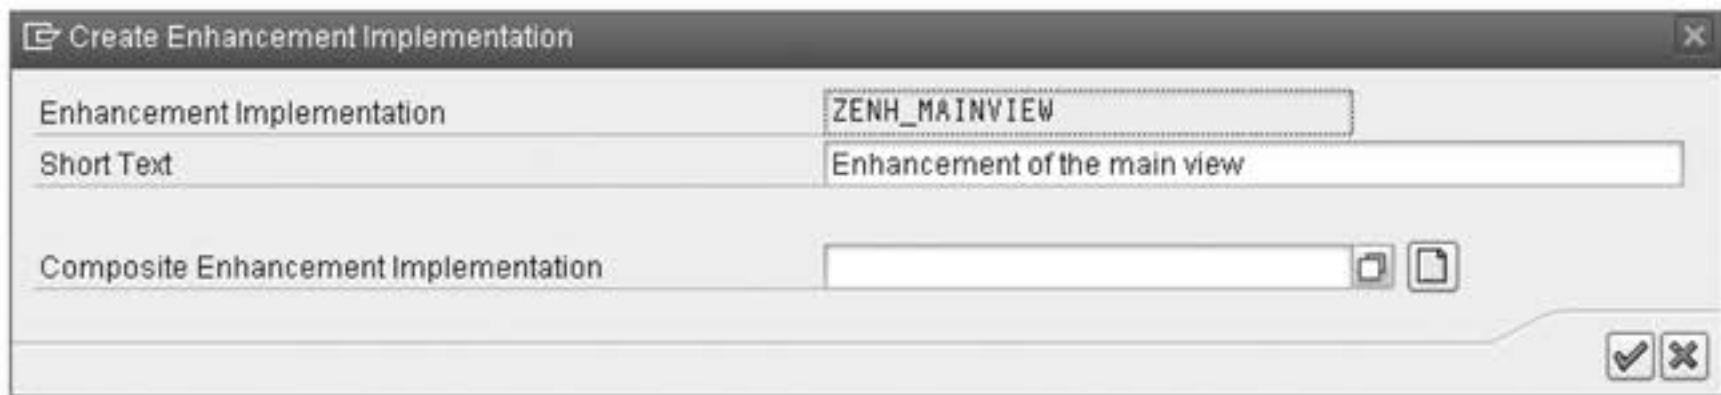 Create Enhancement Implementation
Enhancement Implementation ZENH_MAINVIEW
Short Text Enhancement of the main view
Composite Enhancement Implementation